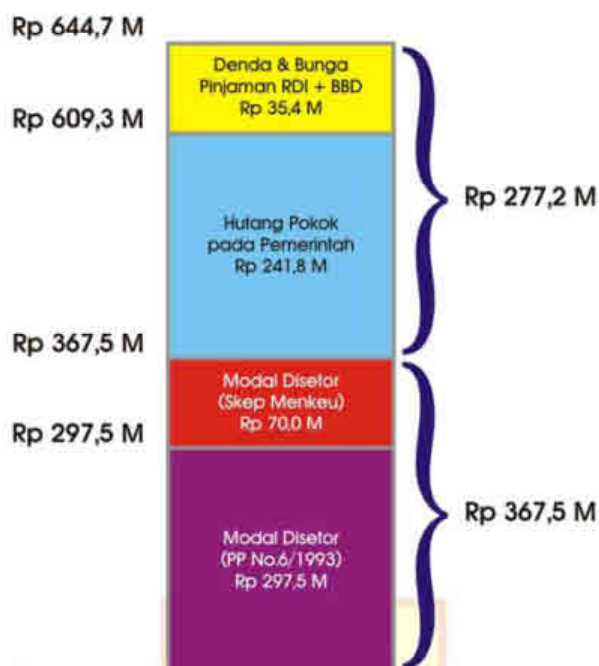 Rp 644,7 M
Denda & Bunga
Pinjaman RDI + BBD
Rp 35,4 M
Rp 609,3 M
Rp 277,2 M
Hutang Pokok
pada Pemerintah
Rp 241,8 M
Rp 367,5 M
Modal Disetor
(Skep Menkeu)
Rp 70,0 M
Rp 297,5 M
Rp 367,5 M
Modal Disetor
(PP No.6/1993)
Rp 297,5 M